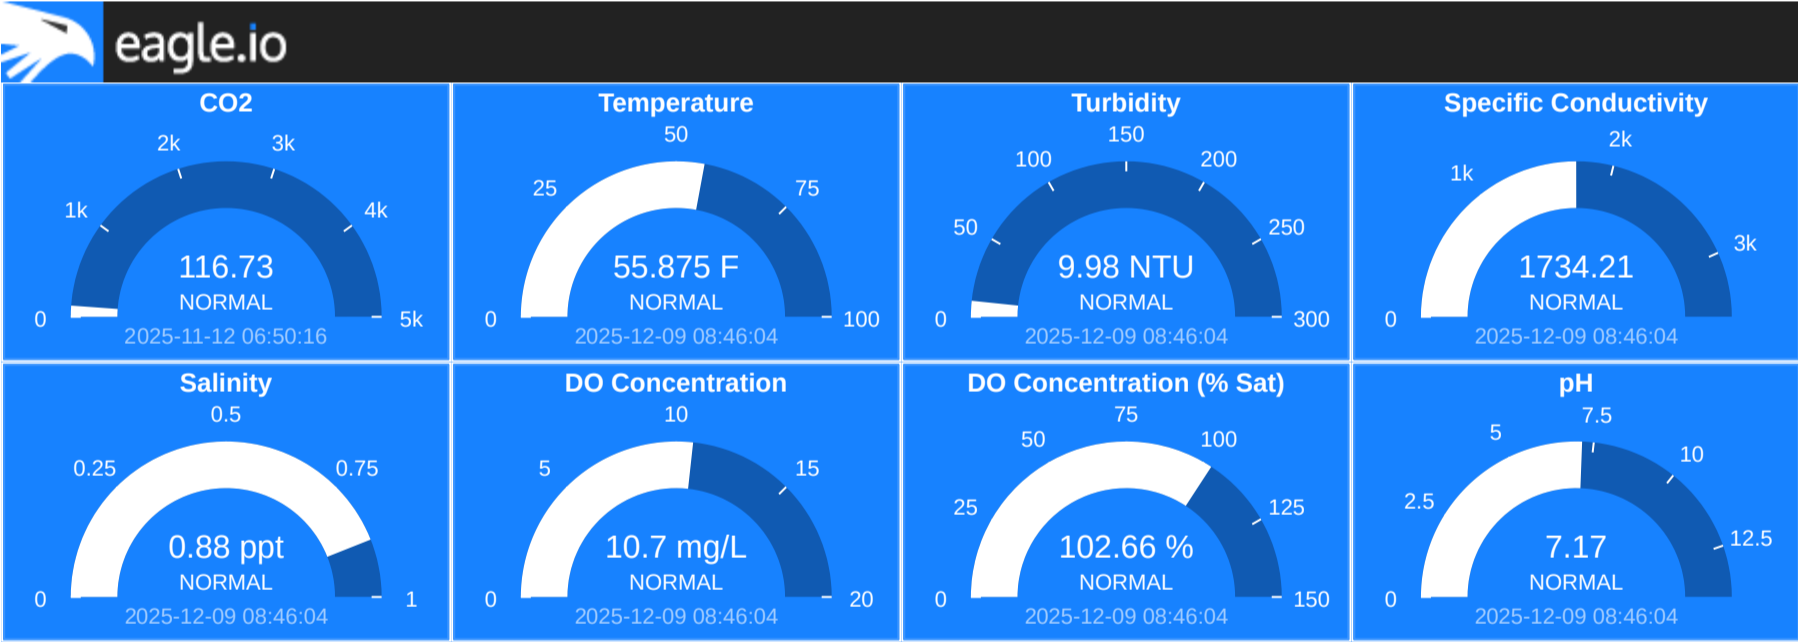 eagle.io
CO2
2k 3k
1k 4k
116.73
NORMAL
0 5k
2025-11-12 06:50:16
Temperature
50
25 75
55.875 F
NORMAL
0 100
2025-12-09 08:46:04
Turbidity
150
100 200
50 250
9.98 NTU
NORMAL
0 300
2025-12-09 08:46:04
Specific Conductivity
2k
1k
3k
1734.21
NORMAL
0
2025-12-09 08:46:04
Salinity
0.5
0.25 0.75
0.88 ppt
NORMAL
0 1
2025-12-09 08:46:04
DO Concentration
10
5 15
10.7 mg/L
NORMAL
0 20
2025-12-09 08:46:04
DO Concentration (% Sat)
75
50 100
25 125
102.66 %
NORMAL
0 150
2025-12-09 08:46:04
pH
7.5
5
10
2.5
12.5
7.17
NORMAL
0
2025-12-09 08:46:04